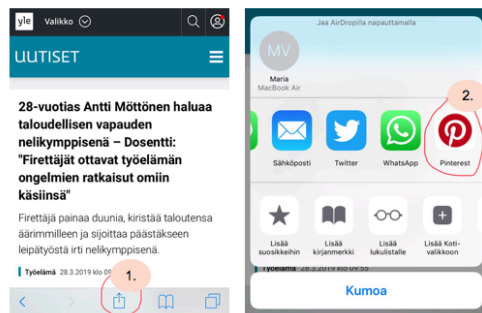 yle Valikko
UUTISET
28-vuotias Antti Möttönen haluaa
taloudellisen vapauden
nelikymppisenä – Dosentti:
"Firettäjät ottavat työelämän
ongelmien ratkaisut omiin
käsiinsä"
Firettäjä painaa duunia, kiristää taloutensa
äärimmilleen ja sijoittaa päästäkseen
leipätyöstä irti nelikymppisenä.
Työelämä 28.3.2019 klo 09
1.
Jaa AirDropilla napauttamalla
MV
Maria
MacBook Air
2.
Sähköposti Twitter WhatsApp Pinterest
Lisää suosikkeihin
Lisää kirjanmerkki
Lisää lukulistalle
Lisää Koti-valikkoon
Työelämä 28.3.2019 klo 09:55
Kumoa